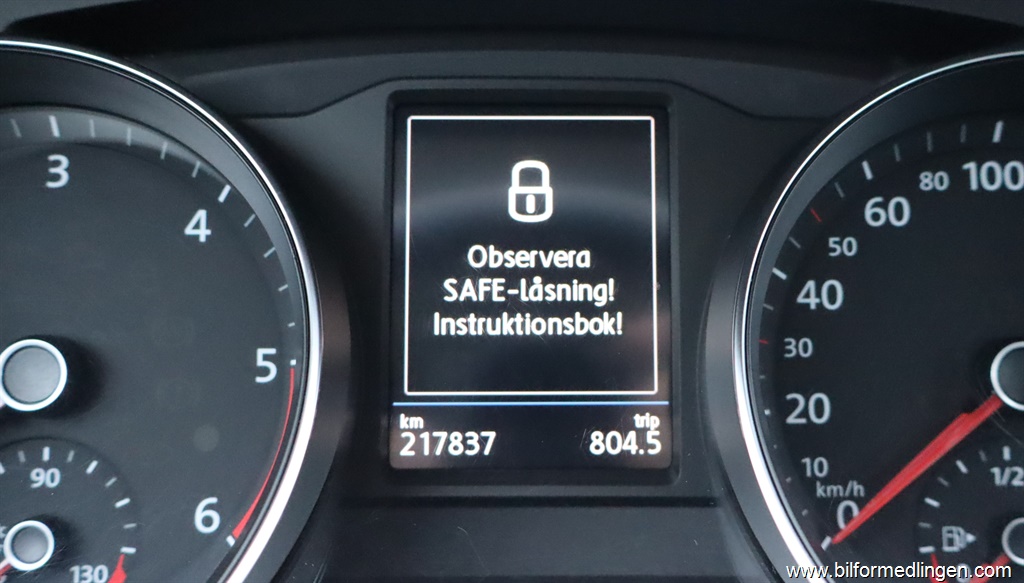 3
4
5
6
90
130
Observera
SAFE-låsning!
Instruktionsbok!
km trip
217837 804.5
100
80
60
50
40
30
20
10
km/h
0
1/2
www.bilformedlingen.com